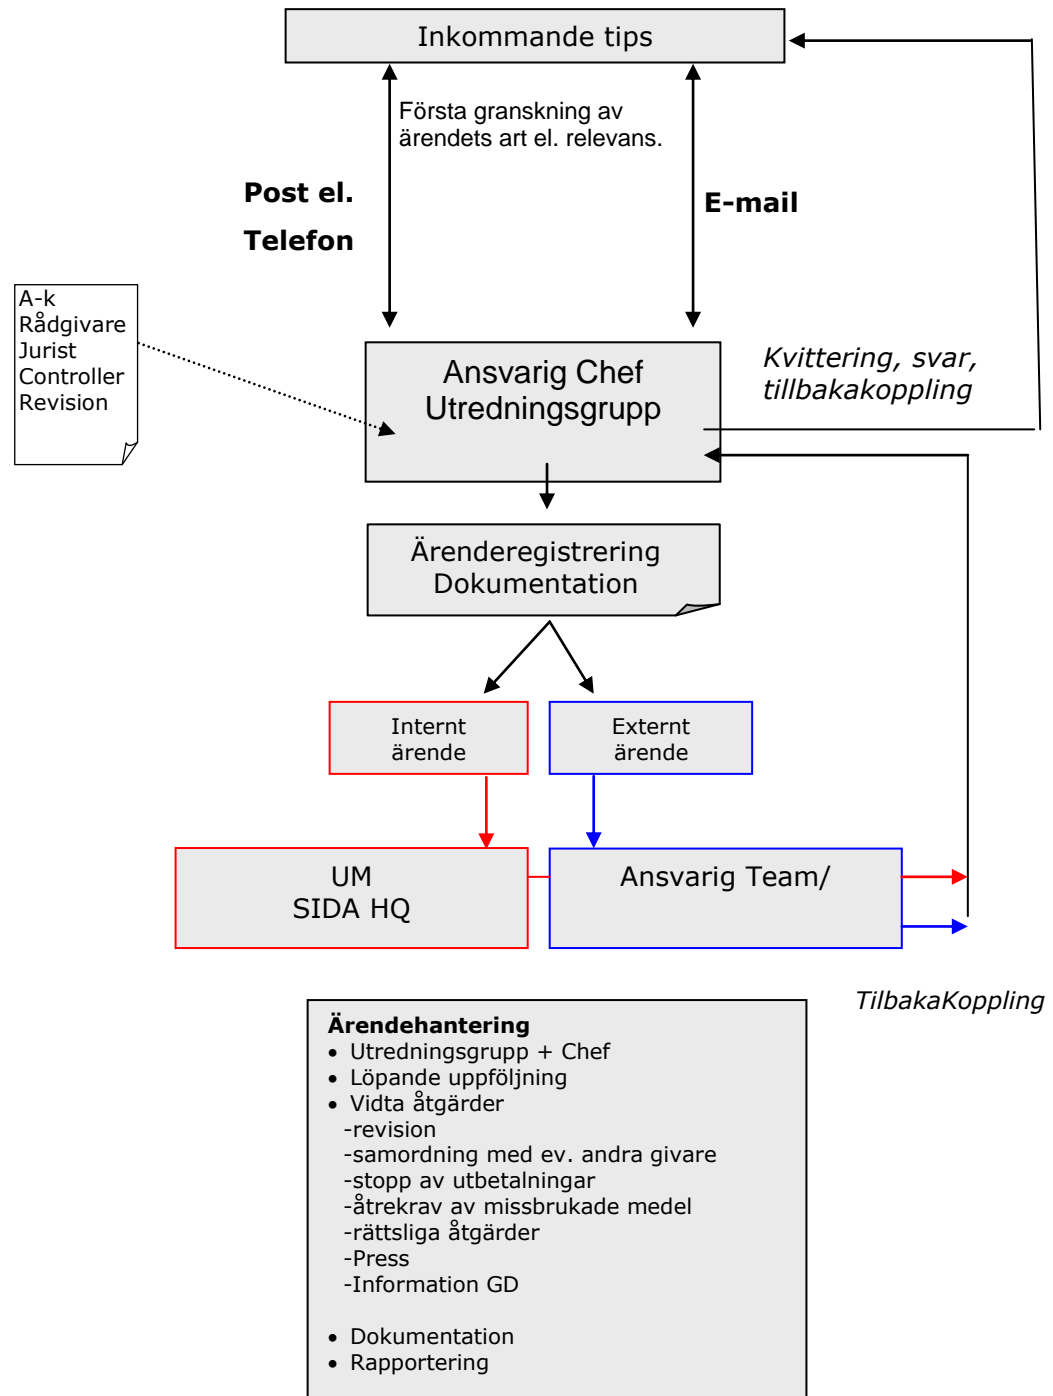 Inkommande tips
Första granskning av
ärendets art el. relevans.
Post el.
Telefon
E-mail
A-k
Rådgivare
Jurist
Controller
Revision
Ansvarig Chef
Utredningsgrupp
Kvittering, svar,
tillbakakoppling
Ärenderegistrering
Dokumentation
Internt
ärende
Externt
ärende
UM
SIDA HQ
Ansvarig Team/
TilbakaKoppling
Ärendehantering
• Utredningsgrupp + Chef
• Löpande uppföljning
• Vidta åtgärder
-revision
-samordning med ev. andra givare
-stopp av utbetalningar
-åtrekrav av missbrukade medel
-rättsliga åtgärder
-Press
-Information GD
• Dokumentation
• Rapportering